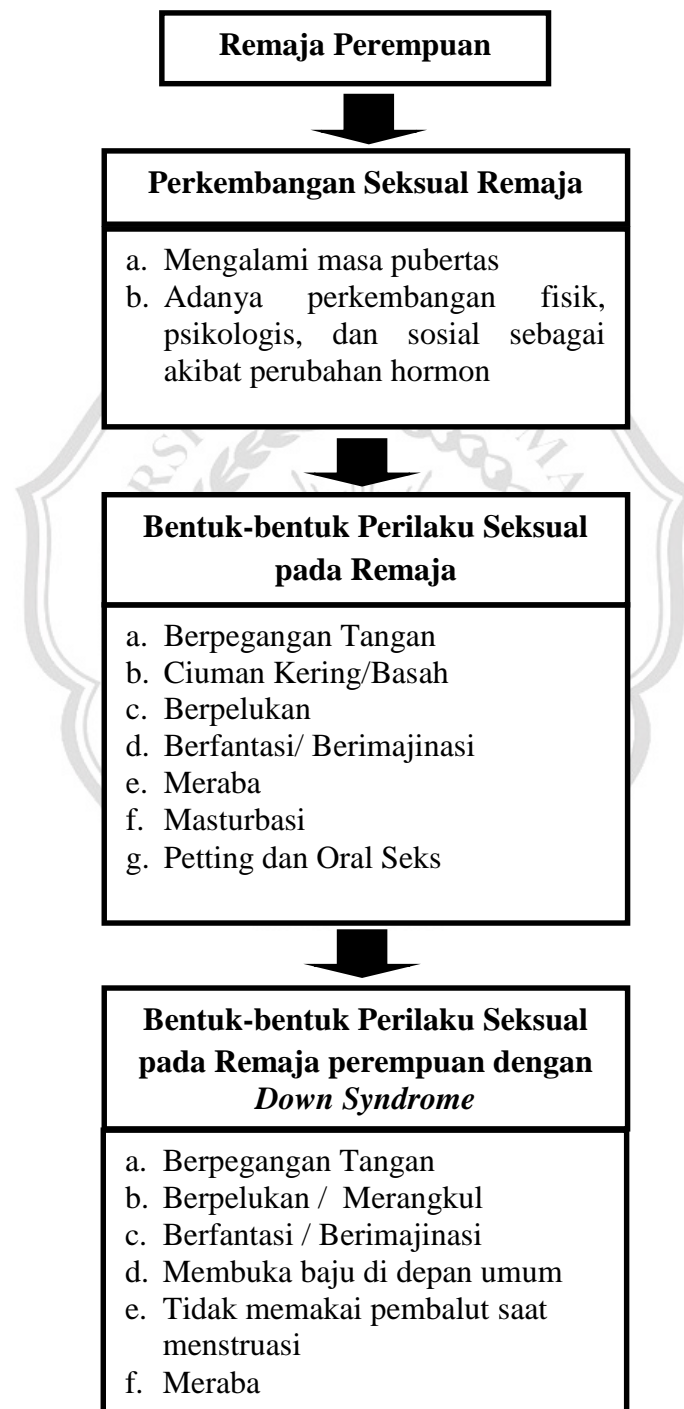 Remaja Perempuan
Perkembangan Seksual Remaja
a. Mengalami masa pubertas
b. Adanya perkembangan fisik,
psikologis, dan sosial sebagai
akibat perubahan hormon
Bentuk-bentuk Perilaku Seksual
pada Remaja
a. Berpegangan Tangan
b. Ciuman Kering/Basah
c. Berpelukan
d. Berfantasi/ Berimajinasi
e. Meraba
f. Masturbasi
g. Petting dan Oral Seks
Bentuk-bentuk Perilaku Seksual
pada Remaja perempuan dengan
Down Syndrome
a. Berpegangan Tangan
b. Berpelukan / Merangkul
c. Berfantasi / Berimajinasi
d. Membuka baju di depan umum
e. Tidak memakai pembalut saat
menstruasi
f. Meraba